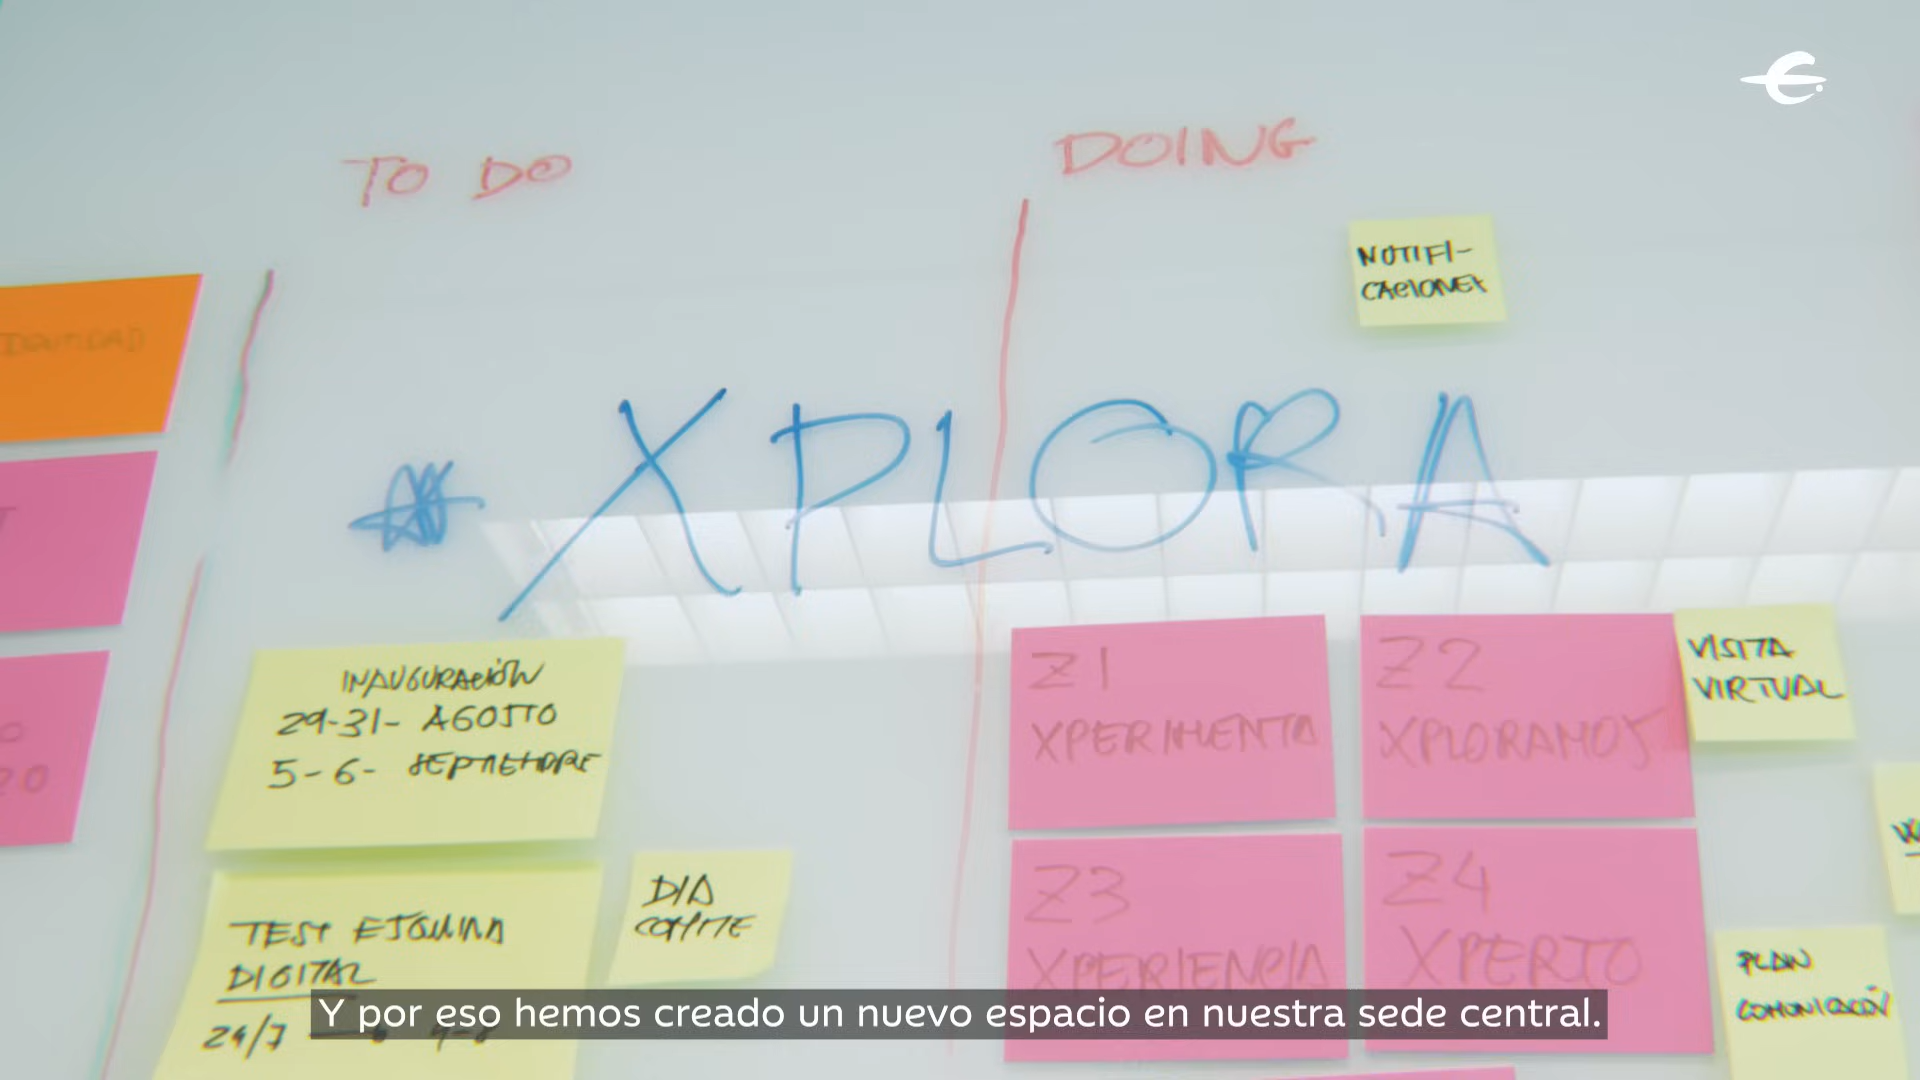 TO DO
DOING
NOTIFI-
CACIONES
XPLORA
INAUGURACIÓN
29-31- AGOSTO
5-6- SEPTIEMBRE
Z1
XPERIMENTA
Z2
XPLORAMOS
VISITA
VIRTUAL
TEST ESQUINA
DIGITAL
24/7
DIA
Z3
XPERIENCIA
Z4
XPERTO
PLAN
COMUNICACIÓN
Y por eso hemos creado un nuevo espacio en nuestra sede central.